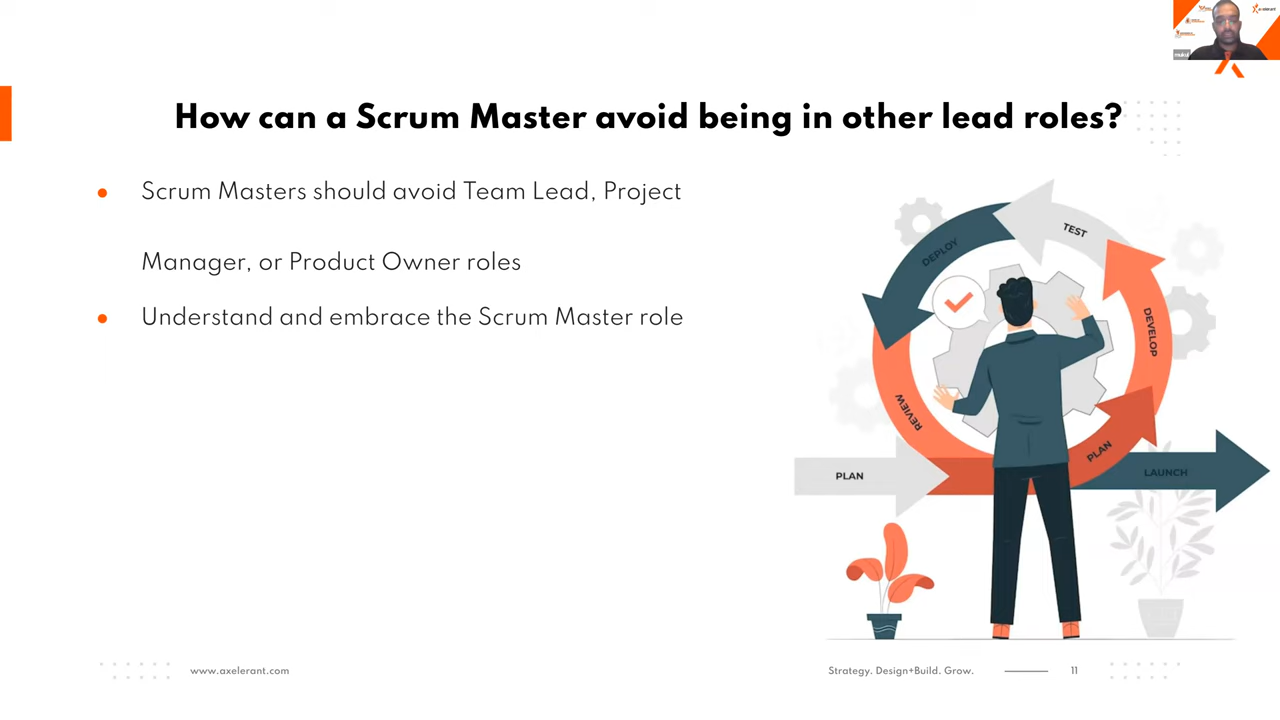 axelerant
mukul
How can a Scrum Master avoid being in other lead roles?
Scrum Masters should avoid Team Lead, Project
Manager, or Product Owner roles
Understand and embrace the Scrum Master role
TEST
DEPLOY
DEVELOP
REVIEW
PLAN
PLAN
LAUNCH
www.axelerant.com
Strategy. Design+Build. Grow.
11